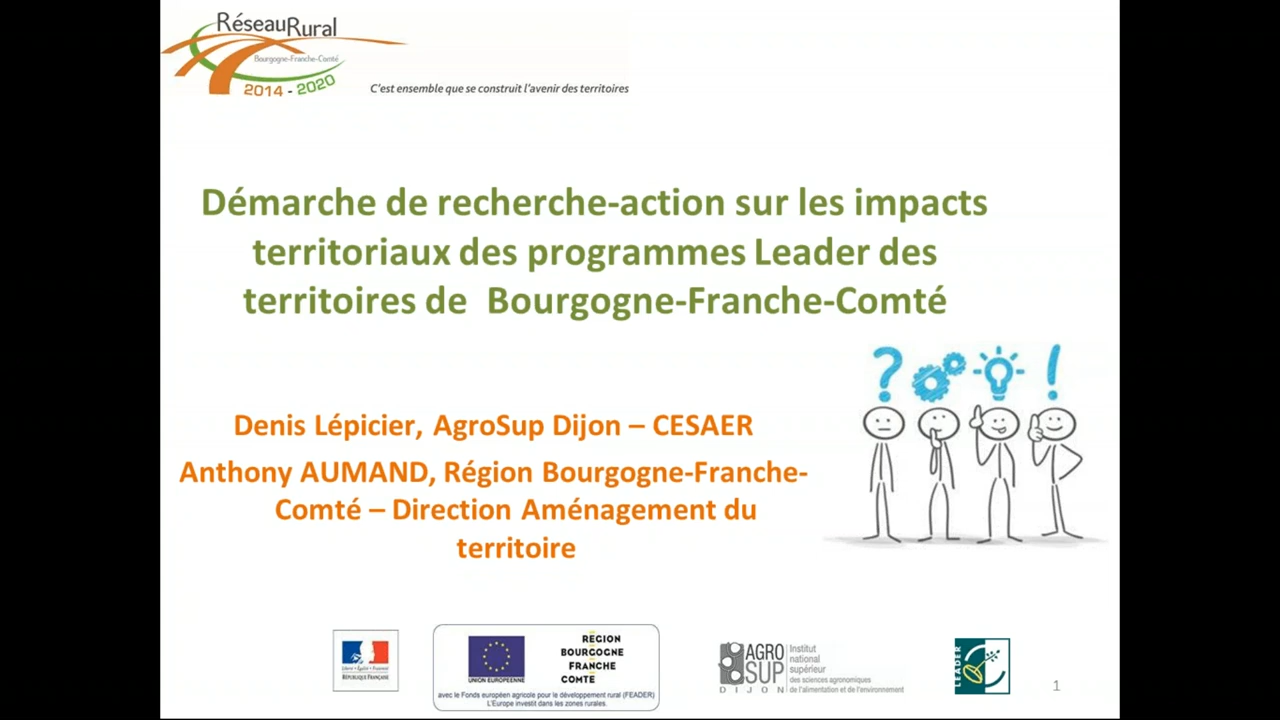 RéseauRural
Bourgogne-Franche-Comté
2014 - 2020
C'est ensemble que se construit l'avenir des territoires
Démarche de recherche-action sur les impacts
territoriaux des programmes Leader des
territoires de Bourgogne-Franche-Comté
? !
Denis Lépicier, AgroSup Dijon – CESAER
Anthony AUMAND, Région Bourgogne-Franche-
Comté – Direction Aménagement du
territoire
Liberté • Égalité • Fraternité
RÉPUBLIQUE FRANÇAISE
UNION EUROPEENNE
RÉGION
BOURGOGNE
FRANCHE
COMTÉ
avec le Fonds européen agricole pour le développement rural (FEADER)
L'Europe investit dans les zones rurales.
AGRO
SUP
DIJON
Institut
national
supérieur
des sciences agronomiques
de l'alimentation et de l'environnement
LEADER
1